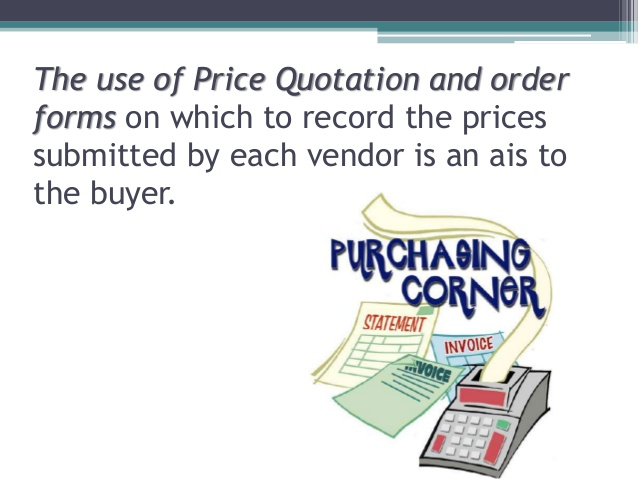 The use of Price Quotation and order
forms on which to record the prices
submitted by each vendor is an ais to
the buyer.
PURCHASING
CORNER
STATEMENT
INVOICE
INVOICE